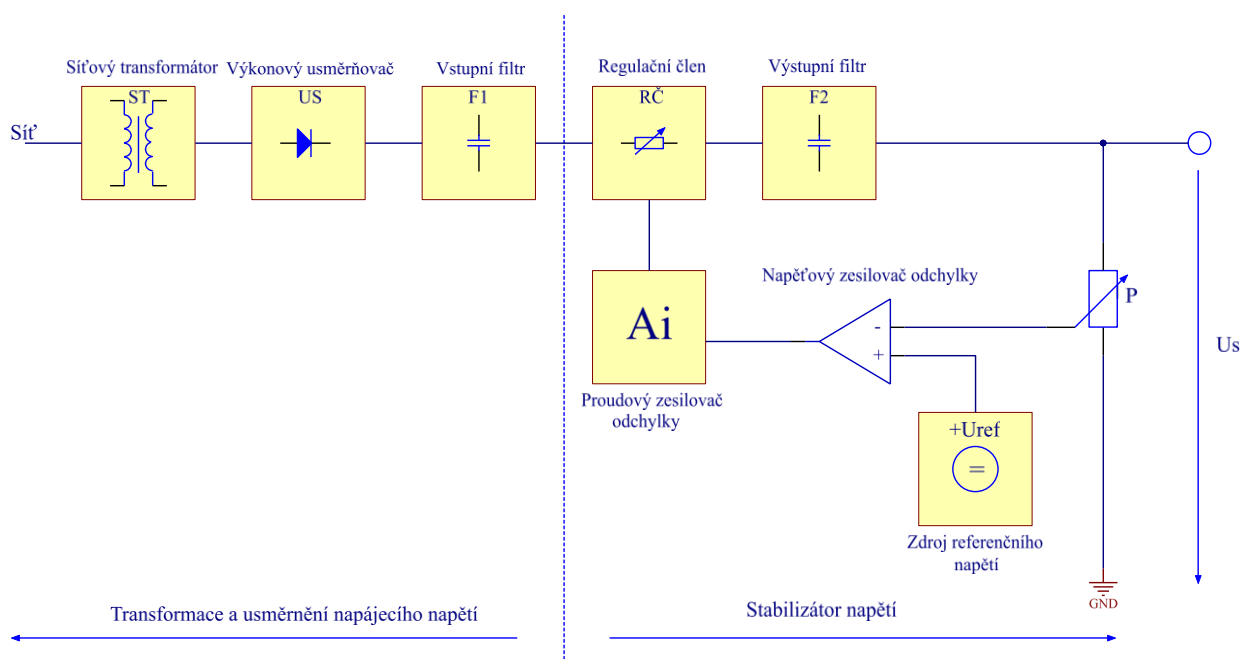 Síťový transformátor
Výkonový usměrňovač
Vstupní filtr
Regulační člen
Výstupní filtr
ST
US
F1
RČ
F2
Síť
Napěťový zesilovač odchylky
P
Ai
-
+
Us
Proudový zesilovač
odchylky
+Uref
=
Zdroj referenčního
napětí
GND
Transformace a usměrnění napájecího napětí
Stabilizátor napětí